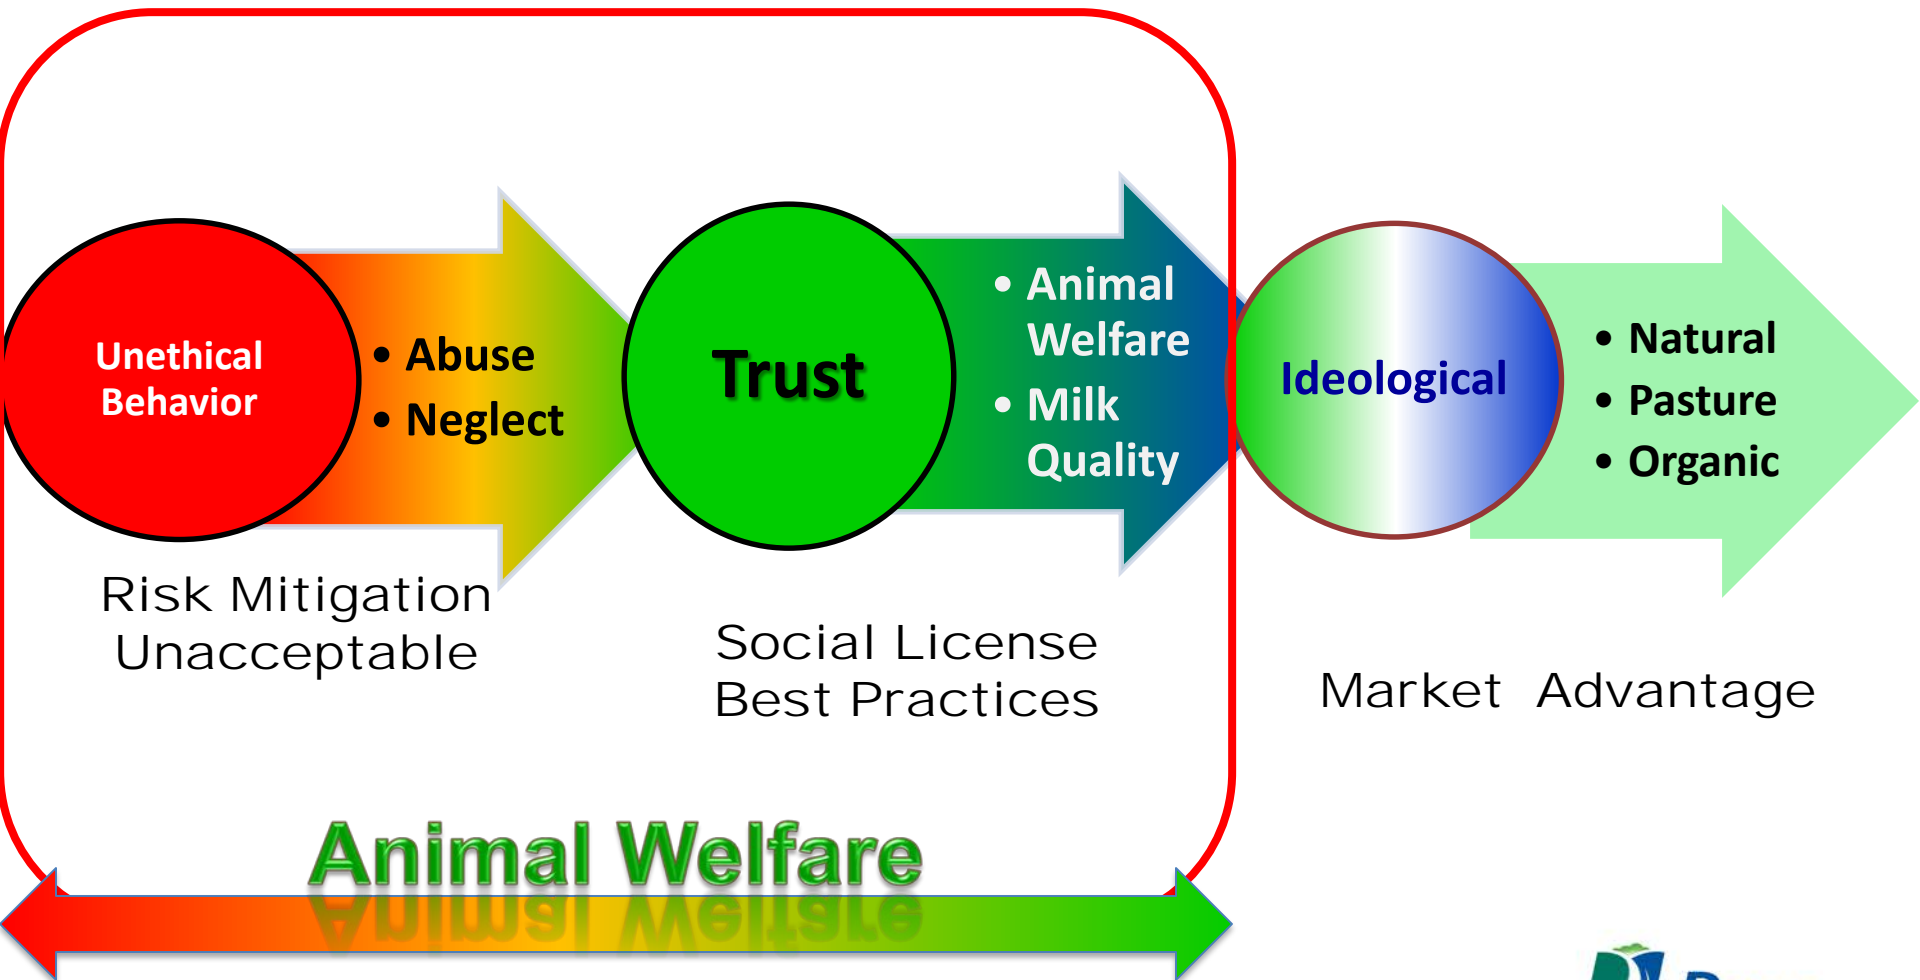 Unethical
Behavior
• Abuse
• Neglect
Trust
• Animal
Welfare
• Milk
Quality
Ideological
• Natural
• Pasture
• Organic
Risk Mitigation
Unacceptable
Social License
Best Practices
Market Advantage
Animal Welfare